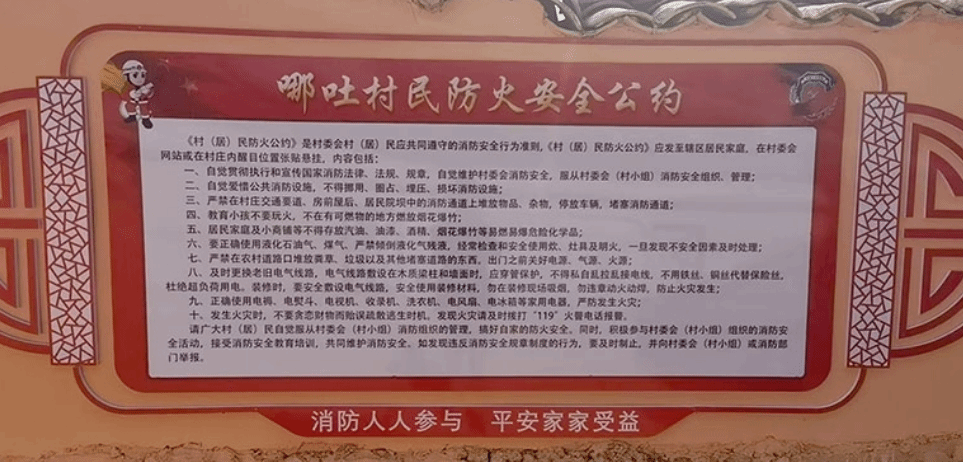 哪吐村民防火安全公约
《村（居）民防火公约》是村委会村（居）民应共同遵守的消防安全行为准则,《村（居）民防火公约》应发至辖区居民家庭，在村委会
网站或在村庄内醒目位置张贴悬挂，内容包括：
一、自觉贯彻执行和宣传国家消防法律、法规、规章，自觉维护村委会消防安全，服从村委会（村小组）消防安全组织、管理；
二、自觉爱惜公共消防设施，不得挪用、圈占、埋压、损坏消防设施；
三、严禁在村庄交通要道、房前屋后、居民院坝中的消防通道上堆放物品、杂物，停放车辆，堵塞消防通道；
四、教育小孩不要玩火，不在有可燃物的地方燃放烟花爆竹；
五、居民家庭及小商铺等不得存放汽油、油漆、酒精、烟花爆竹等易燃易爆危险化学品；
六、要正确使用液化石油气、煤气，严禁倾倒液化气残液，经常检查和安全使用炊、灶具及明火，一旦发现不安全因素及时处理；
七、严禁在农村道路口堆放粪草、垃圾以及其他堵塞道路的东西。出门之前关好电源、气源、火源；
八、及时更换老旧电气线路，电气线路敷设在木质梁柱和墙面时，应穿管保护，不得私自乱拉乱接电线，不用铁丝、铜丝代替保险丝，
杜绝超负荷用电。装修时，要安全敷设电气线路，安全使用装修材料，勿在装修现场吸烟，勿违章动火动焊，防止火灾发生；
九、正确使用电褥、电熨斗、电视机、收录机、洗衣机、电风扇、电冰箱等家用电器，严防发生火灾；
十、发生火灾时，不要贪恋财物而贻误疏散逃生时机。发现火灾请及时拨打“119”火警电话报警。
请广大村（居）民自觉服从村委会（村小组）消防组织的管理，搞好自家的防火安全。同时，积极参与村委会（村小组）组织的消防安
全活动，接受消防安全教育培训，共同维护消防安全。如发现违反消防安全规章制度的行为，要及时制止，并向村委会（村小组）或消防部
门举报。
消防人人参与 平安家家受益